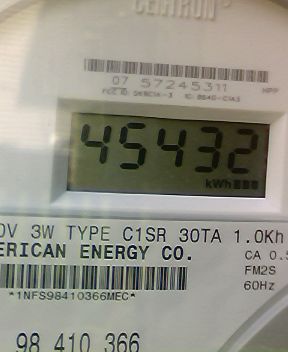 CENTRON
07 57245311
45432
kWh
0V 3W TYPE C1SR 30TA 1.0Kh
ERICAN ENERGY CO.
CA 0.5
FM2S
60Hz
*1NFS98410366MEC*
98 410 366